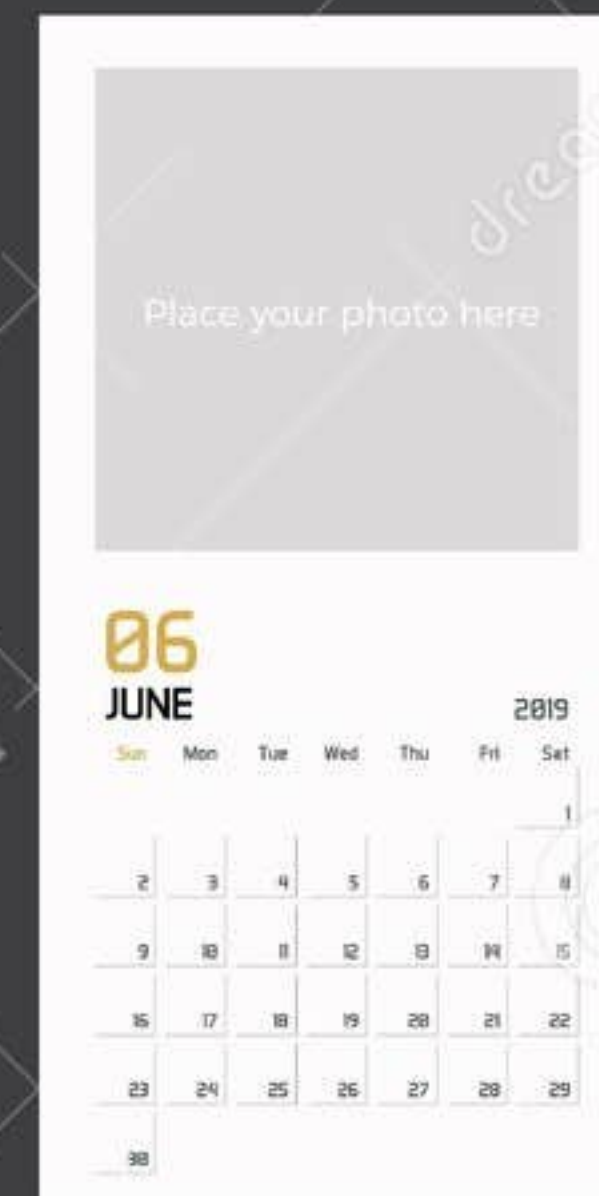 drea
Place your photo here
06
JUNE
2019
Sun Mon Tue Wed Thu Fri Sat
1
2 3 4 5 6 7 8
9 10 11 12 13 14 15
16 17 18 19 20 21 22
23 24 25 26 27 28 29
30